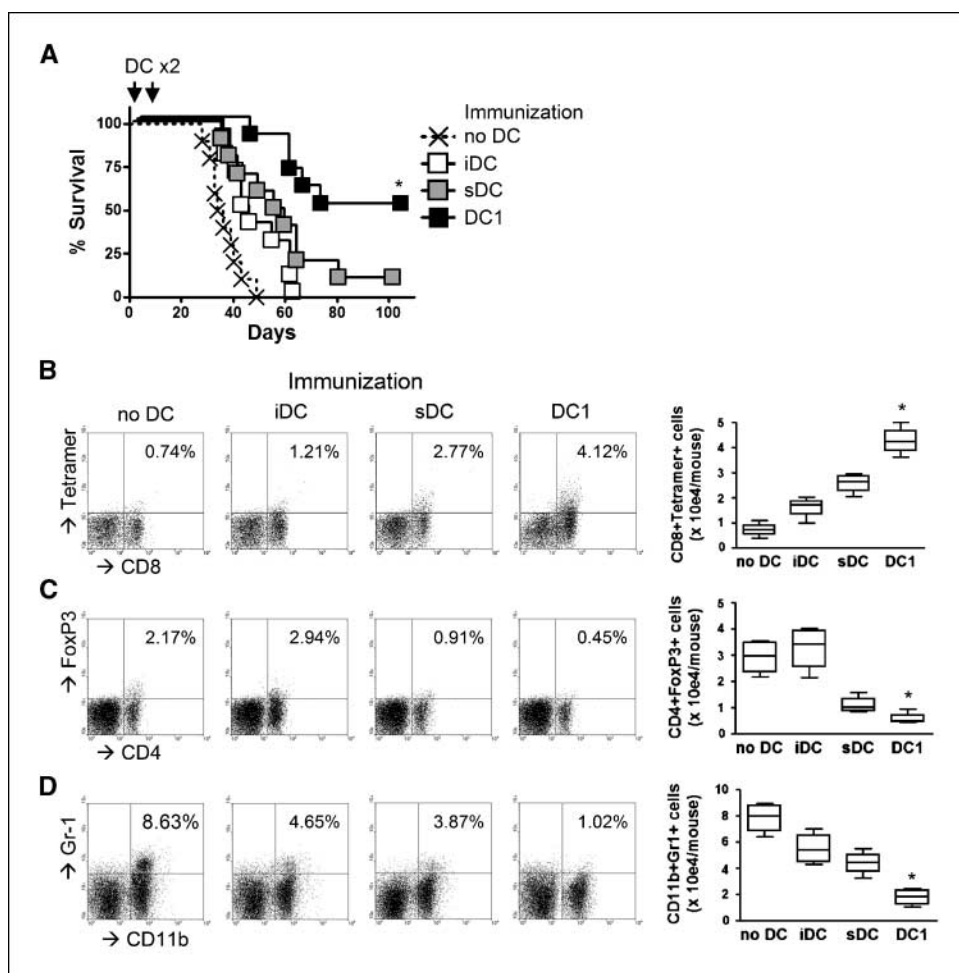 A
DC x2
Immunization
no DC
iDC
sDC
DC1
*
% Survival
100
75
50
25
0
0 20 40 60 80 100
Days
B
Immunization
no DC iDC sDC DC1
→ Tetramer
0.74% 1.21% 2.77% 4.12%
→ CD8
CD8+Tetramer+ cells
(x 10e4/mouse)
5
4
3
2
1
0
*
no DC iDC sDC DC1
C
→ FoxP3
2.17% 2.94% 0.91% 0.45%
→ CD4
CD4+FoxP3+ cells
(x 10e4/mouse)
5
4
3
2
1
0
*
no DC iDC sDC DC1
D
→ Gr-1
8.63% 4.65% 3.87% 1.02%
→ CD11b
CD11b+Gr1+ cells
(x 10e4/mouse)
10
8
6
4
2
0
*
no DC iDC sDC DC1